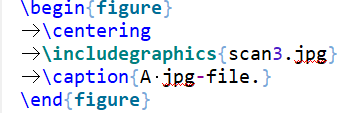 \begin{figure}
→\centering
→\includegraphics{scan3.jpg}
→\caption{A·jpg-file.}
\end{figure}